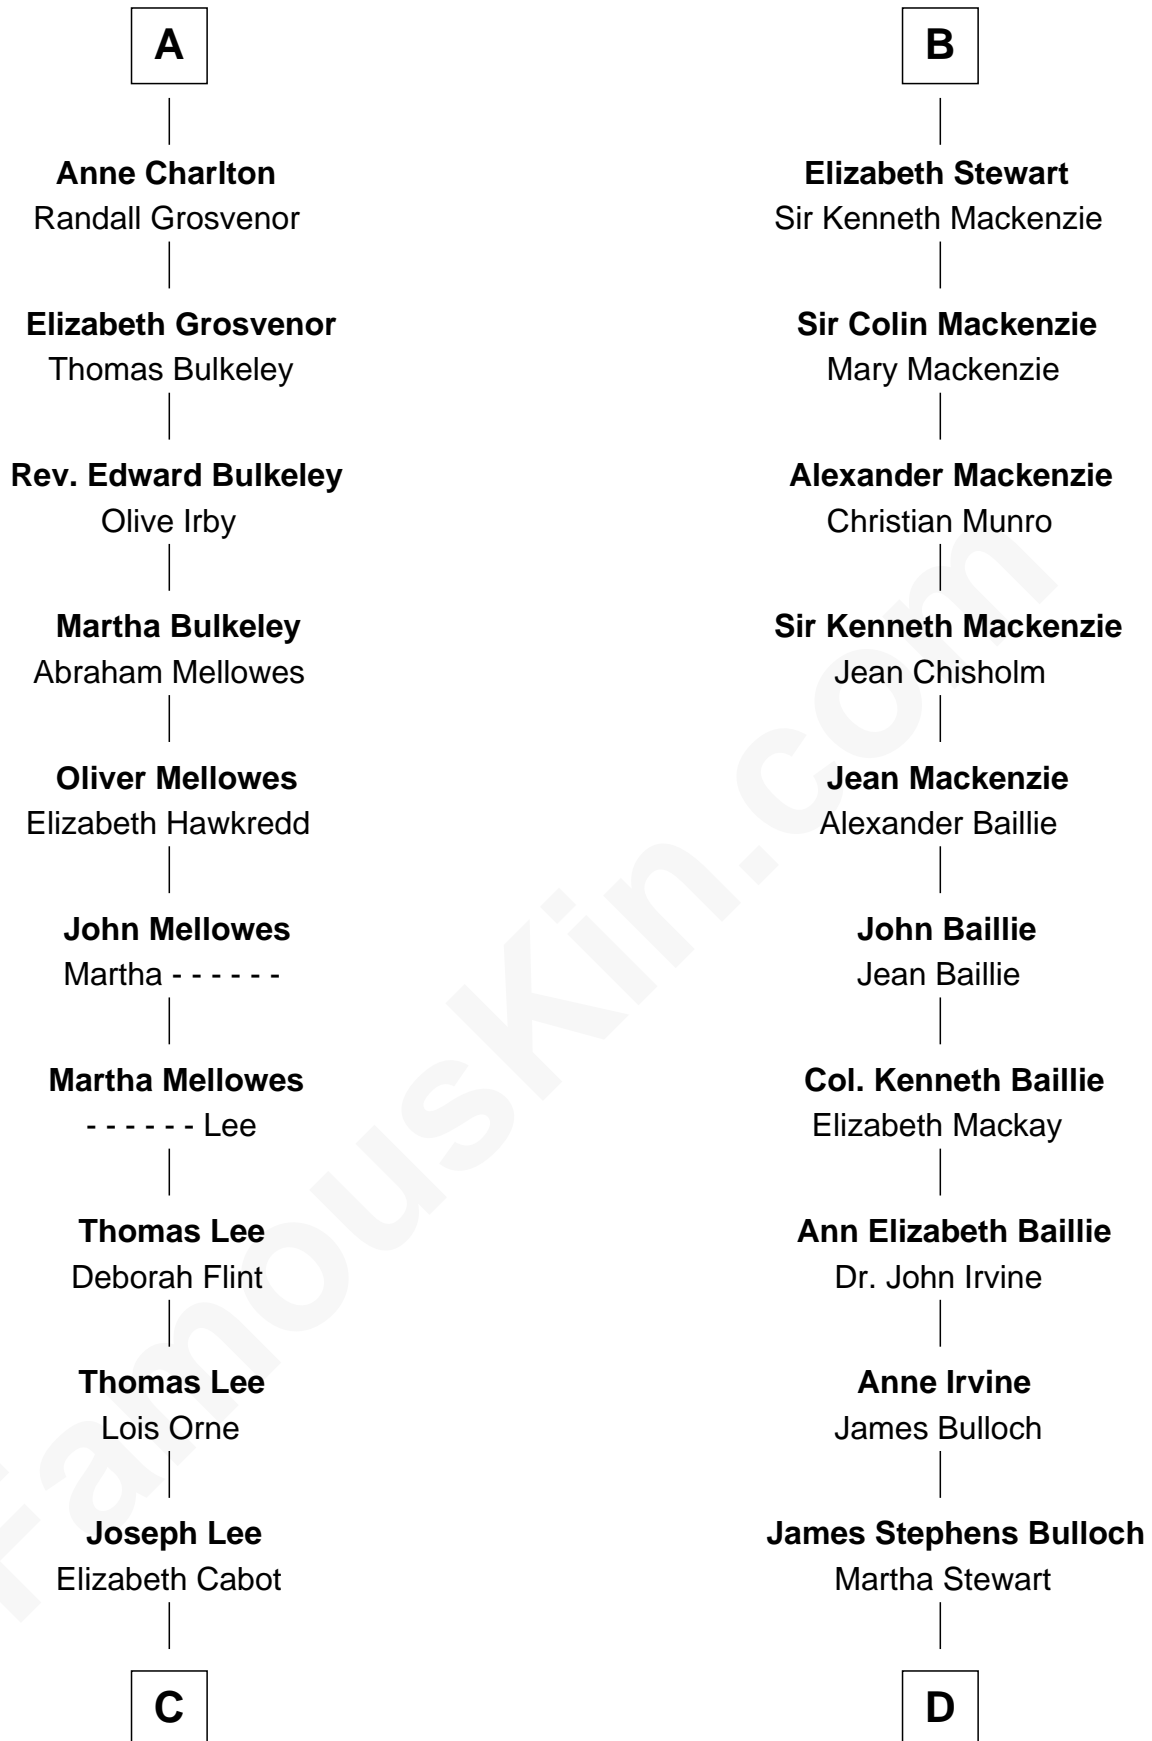 A
Anne Charlton
Randall Grosvenor
Elizabeth Grosvenor
Thomas Bulkeley
Rev. Edward Bulkeley
Olive Irby
Martha Bulkeley
Abraham Mellowes
Oliver Mellowes
Elizabeth Hawkredd
John Mellowes
Martha - - - - - -
Martha Mellowes
- - - - - - Lee
Thomas Lee
Deborah Flint
Thomas Lee
Lois Orne
Joseph Lee
Elizabeth Cabot
C
B
Elizabeth Stewart
Sir Kenneth Mackenzie
Sir Colin Mackenzie
Mary Mackenzie
Alexander Mackenzie
Christian Munro
Sir Kenneth Mackenzie
Jean Chisholm
Jean Mackenzie
Alexander Baillie
John Baillie
Jean Baillie
Col. Kenneth Baillie
Elizabeth Mackay
Ann Elizabeth Baillie
Dr. John Irvine
Anne Irvine
James Bulloch
James Stephens Bulloch
Martha Stewart
D
FamousKin.com